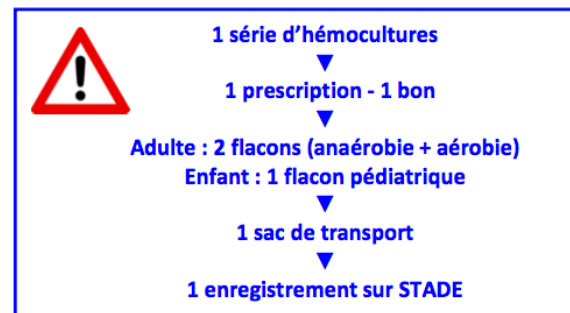 1 série d'hémocultures
▼
1 prescription - 1 bon
▼
Adulte : 2 flacons (anaérobie + aérobie)
Enfant : 1 flacon pédiatrique
▼
1 sac de transport
▼
1 enregistrement sur STADE